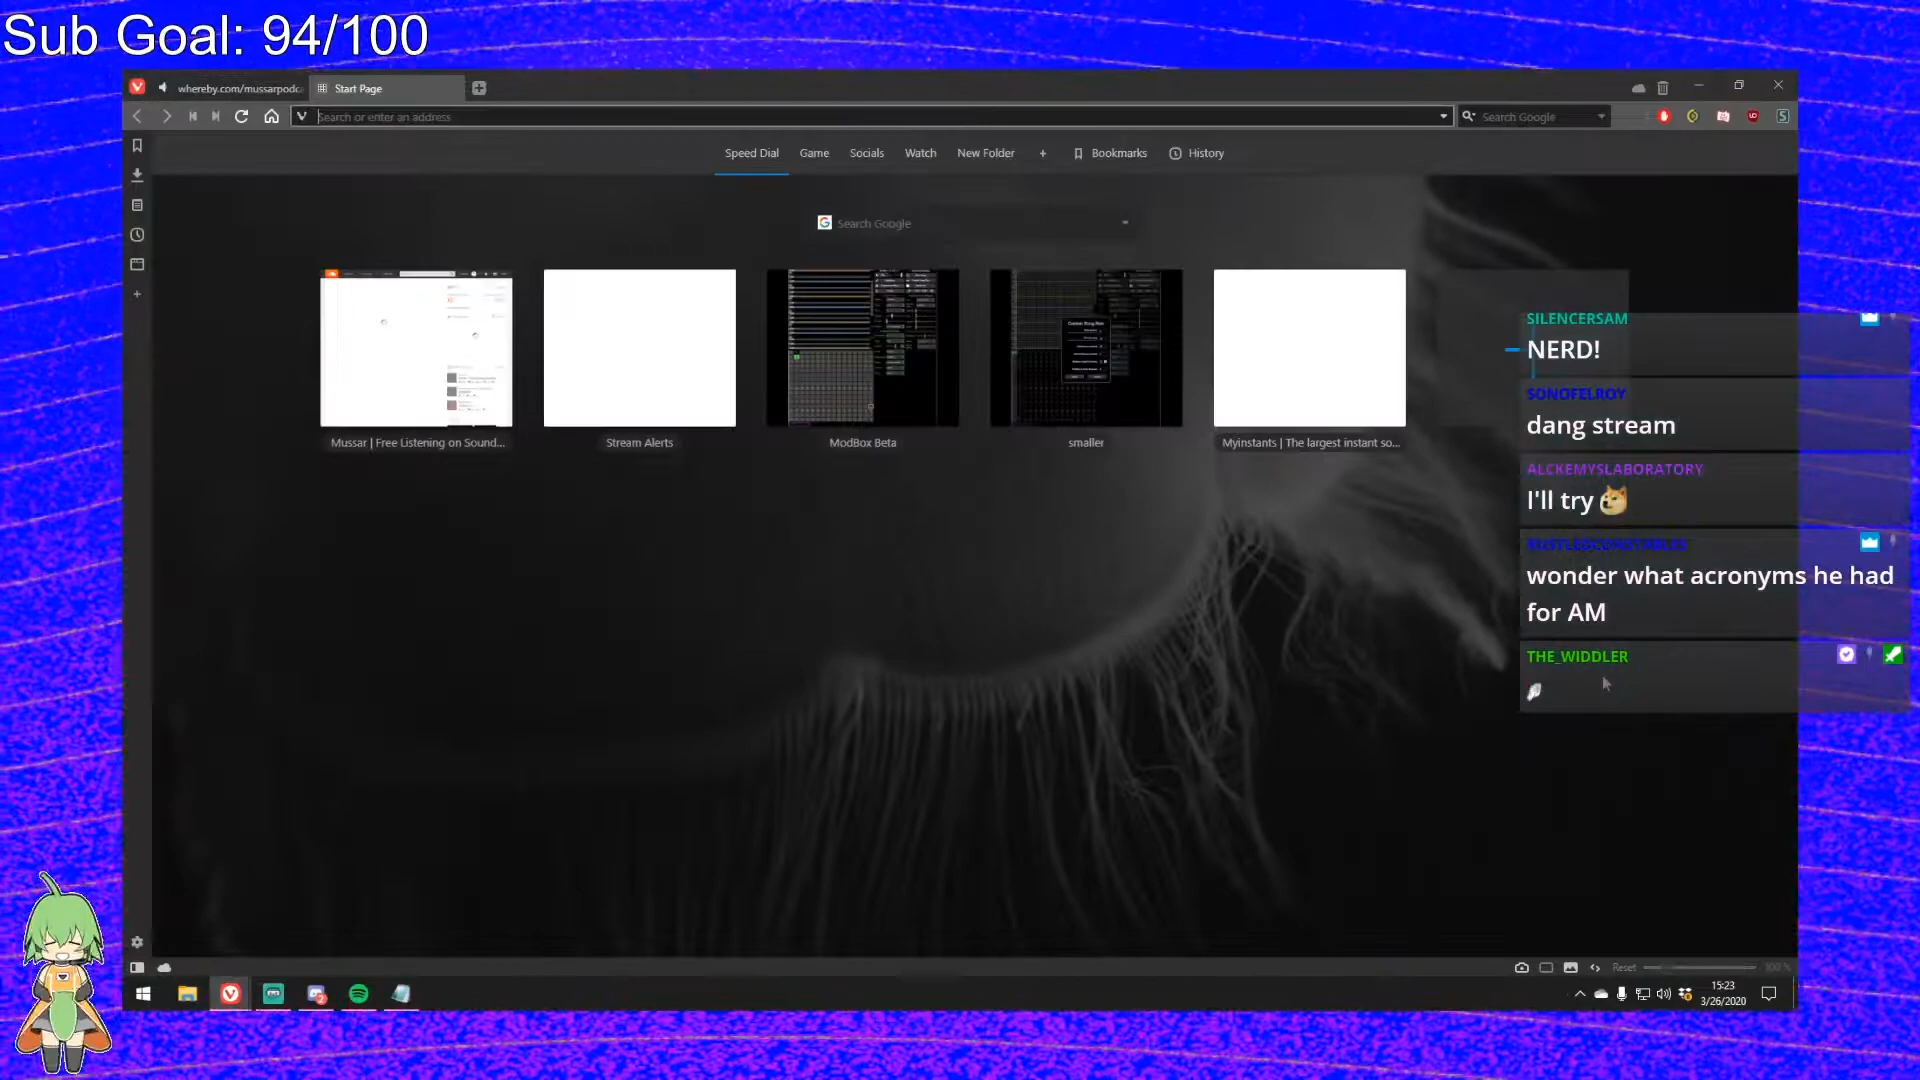 Sub Goal: 94/100
whereby.com/mussarpodc
Start Page
Search or enter an address
Search Google
Speed Dial
Game
Socials
Watch
New Folder
Bookmarks
History
Search Google
Mussar | Free Listening on Sound...
Stream Alerts
ModBox Beta
smaller
Myinstants | The largest instant so...
SILENCERSAM
NERD!
SONOFELROY
dang stream
ALCKEMYSLABORATORY
I'll try
wonder what acronyms he had
for AM
THE_WIDDLER
Reset
100 %
15:23
3/26/2020